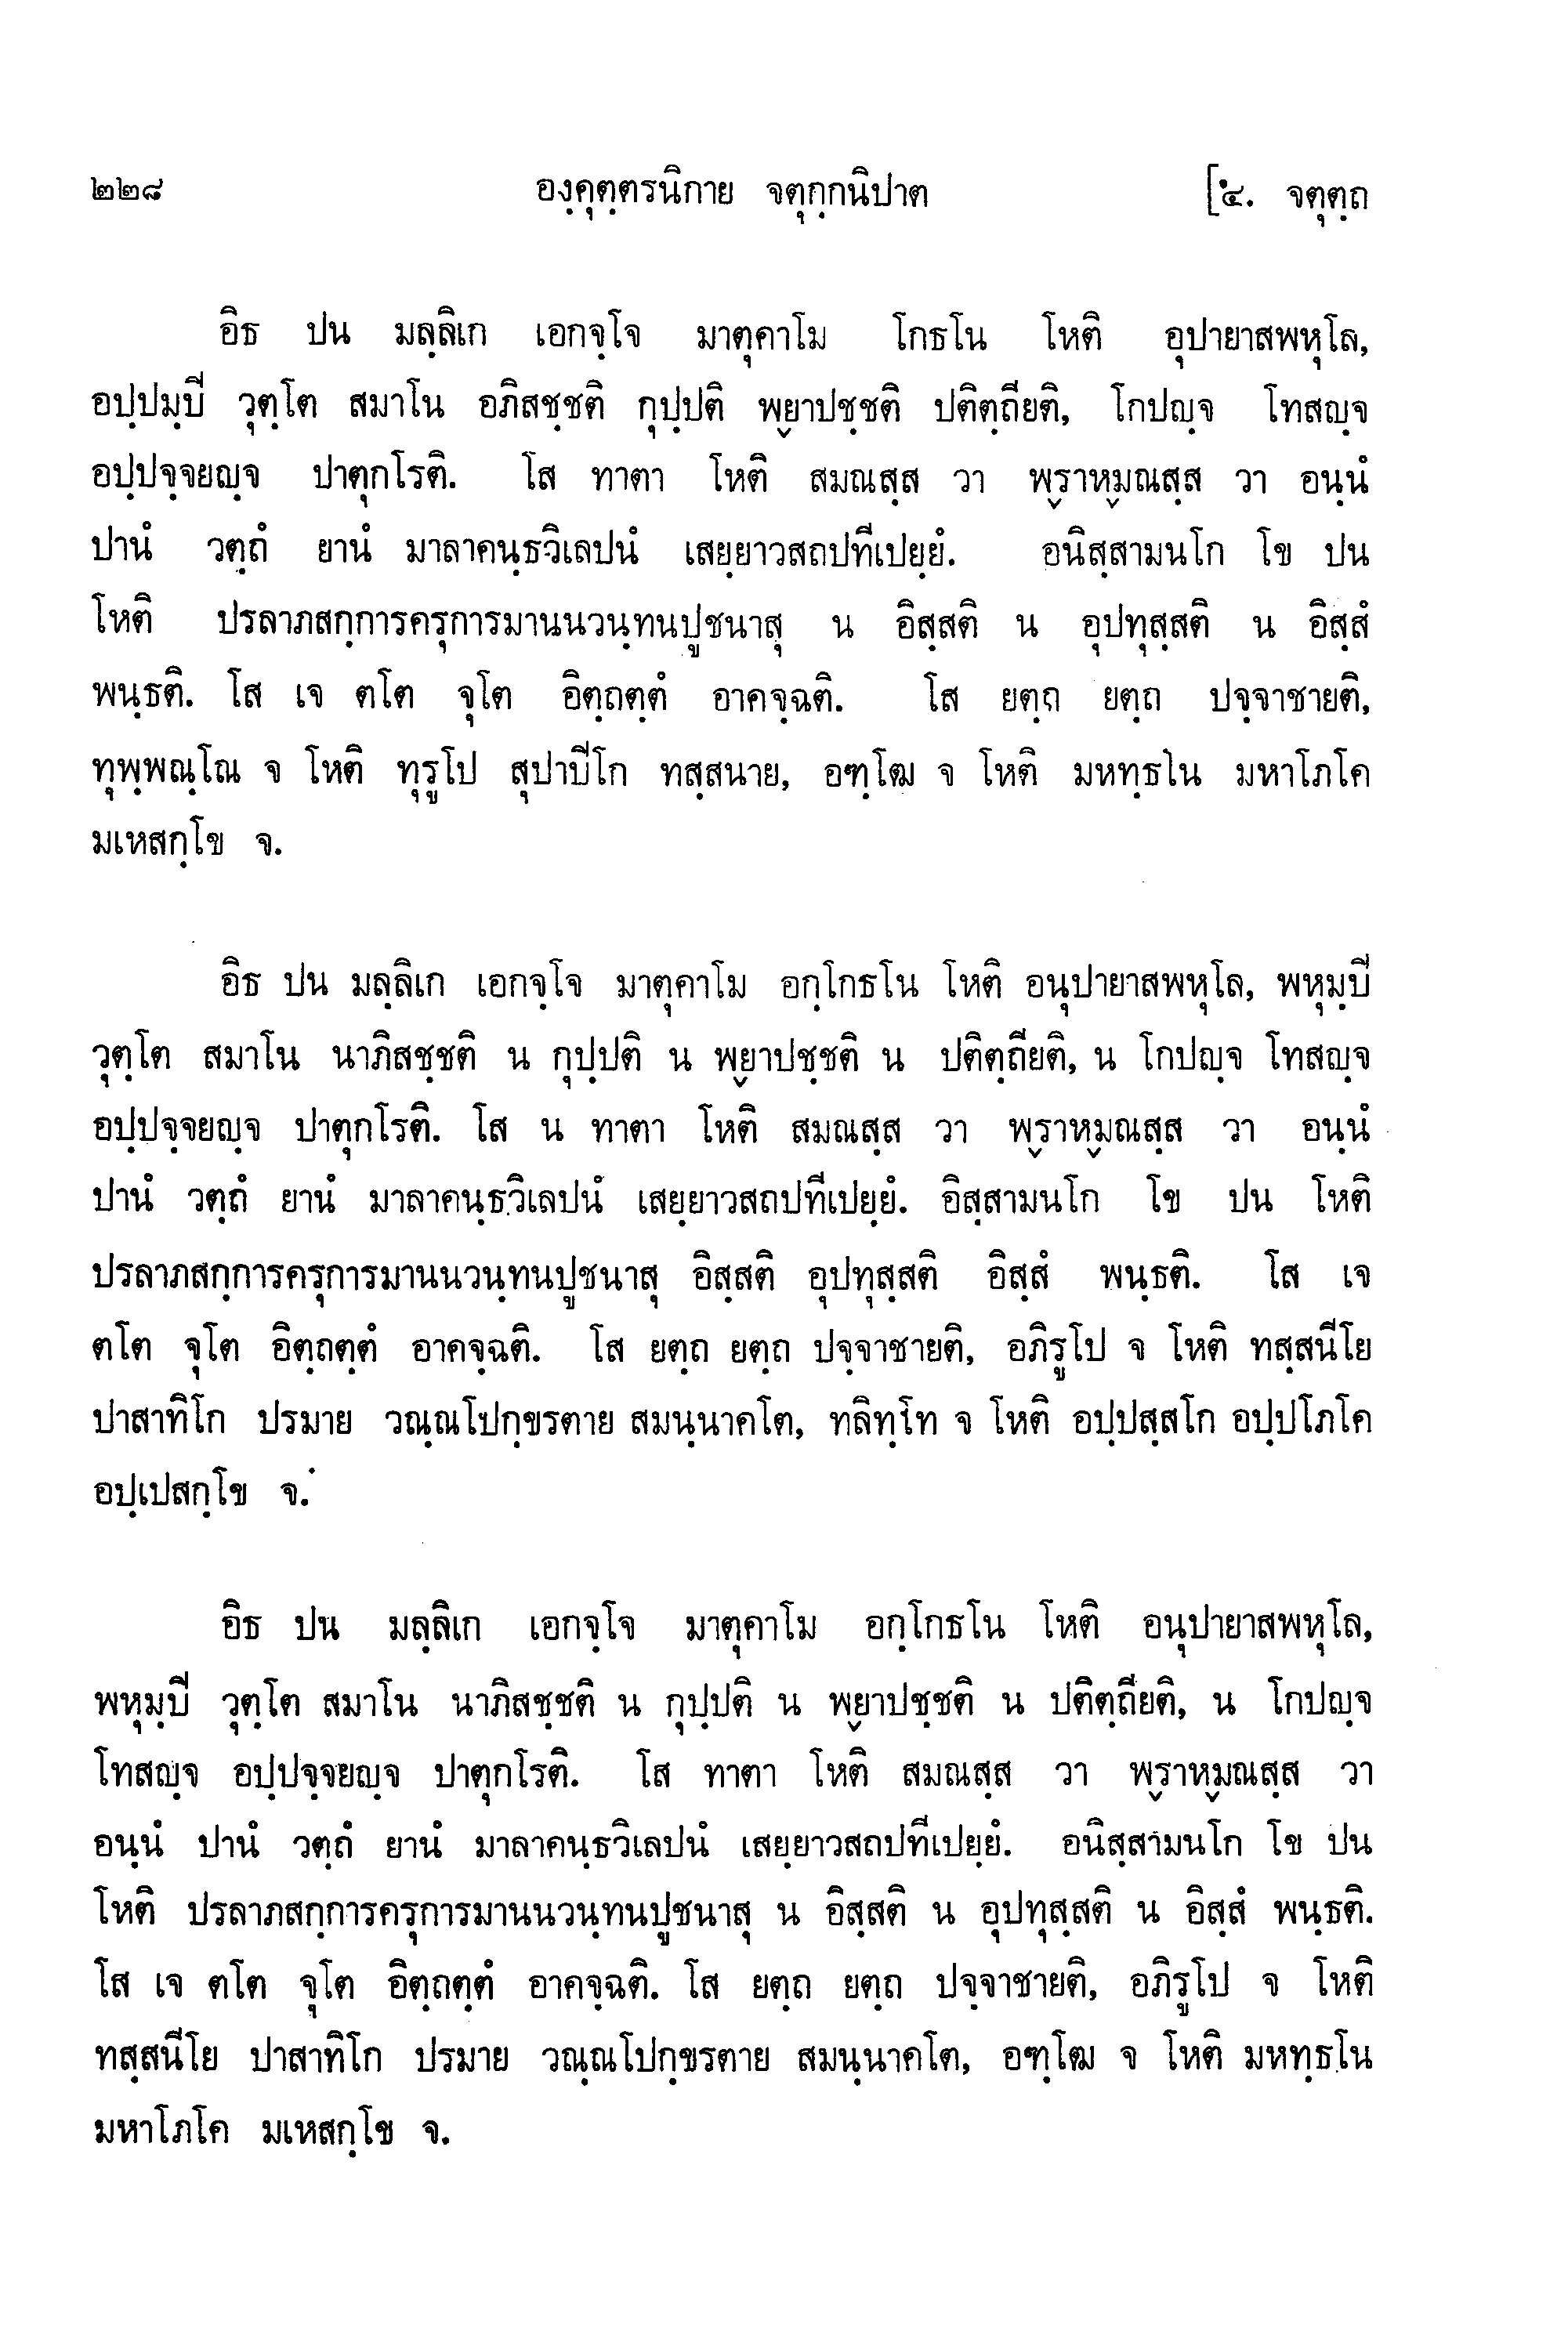 ๒๒๘ องฺคุตฺตรนิกาย จตุกฺกนิปาต [๔. จตุตฺถ
อิธ ปน มลฺลิเก เอกจฺโจ มาตุคาโม โกธโน โหติ อุปายาสพหุโล,
อปฺปมฺปี วุตฺโต สมาโน อภิสชฺชติ กุปฺปติ พฺยาปชฺชติ ปติตฺถียติ, โกปญฺจ โทสญฺจ
อปฺปจฺจยญฺจ ปาตุกโรติ. โส ทาตา โหติ สมณสฺส วา พฺราหฺมณสฺส วา อนฺนํ
ปานํ วตฺถํ ยานํ มาลาคนฺธวิเลปนํ เสยฺยาวสถปทีเปยฺยํ. อนิสฺสามนโก โข ปน
โหติ ปรลาภสกฺการครุการมานนวนฺทนปูชนาสุ น อิสฺสติ น อุปทุสฺสติ น อิสฺสํ
พนฺธติ. โส เจ ตโต จุโต อิตฺถตฺตํ อาคจฺฉติ. โส ยตฺถ ยตฺถ ปจฺจาชายติ,
ทุพฺพณฺโณ จ โหติ ทุรูโป สุปาปีโก ทสฺสนาย, อฑฺโฒ จ โหติ มหทฺธโน มหาโภโค
มเหสกฺโข จ.
อิธ ปน มลฺลิเก เอกจฺโจ มาตุคาโม อกฺโกธโน โหติ อนุปายาสพหุโล, พหุมฺปี
วุตฺโต สมาโน นาภิสชฺชติ น กุปฺปติ น พฺยาปชฺชติ น ปติตฺถียติ, น โกปญฺจ โทสญฺจ
อปฺปจฺจยญฺจ ปาตุกโรติ. โส น ทาตา โหติ สมณสฺส วา พฺราหฺมณสฺส วา อนฺนํ
ปานํ วตฺถํ ยานํ มาลาคนฺธวิเลปนํ เสยฺยาวสถปทีเปยฺยํ. อิสฺสามนโก โข ปน โหติ
ปรลาภสกฺการครุการมานนวนฺทนปูชนาสุ อิสฺสติ อุปทุสฺสติ อิสฺสํ พนฺธติ. โส เจ
ตโต จุโต อิตฺถตฺตํ อาคจฺฉติ. โส ยตฺถ ยตฺถ ปจฺจาชายติ, อภิรูโป จ โหติ ทสฺสนีโย
ปาสาทิโก ปรมาย วณฺณโปกฺขรตาย สมนฺนาคโต, ทลิทฺโท จ โหติ อปฺปสฺสโก อปฺปโภโค
อปฺเปสกฺโข จ.
อิธ ปน มลฺลิเก เอกจฺโจ มาตุคาโม อกฺโกธโน โหติ อนุปายาสพหุโล,
พหุมฺปี วุตฺโต สมาโน นาภิสชฺชติ น กุปฺปติ น พฺยาปชฺชติ น ปติตฺถียติ, น โกปญฺจ
โทสญฺจ อปฺปจฺจยญฺจ ปาตุกโรติ. โส ทาตา โหติ สมณสฺส วา พฺราหฺมณสฺส วา
อนฺนํ ปานํ วตฺถํ ยานํ มาลาคนฺธวิเลปนํ เสยฺยาวสถปทีเปยฺยํ. อนิสฺสามนโก โข ปน
โหติ ปรลาภสกฺการครุการมานนวนฺทนปูชนาสุ น อิสฺสติ น อุปทุสฺสติ น อิสฺสํ พนฺธติ.
โส เจ ตโต จุโต อิตฺถตฺตํ อาคจฺฉติ. โส ยตฺถ ยตฺถ ปจฺจาชายติ, อภิรูโป จ โหติ
ทสฺสนีโย ปาสาทิโก ปรมาย วณฺณโปกฺขรตาย สมนฺนาคโต, อฑฺโฒ จ โหติ มหทฺธโน
มหาโภโค มเหสกฺโข จ.